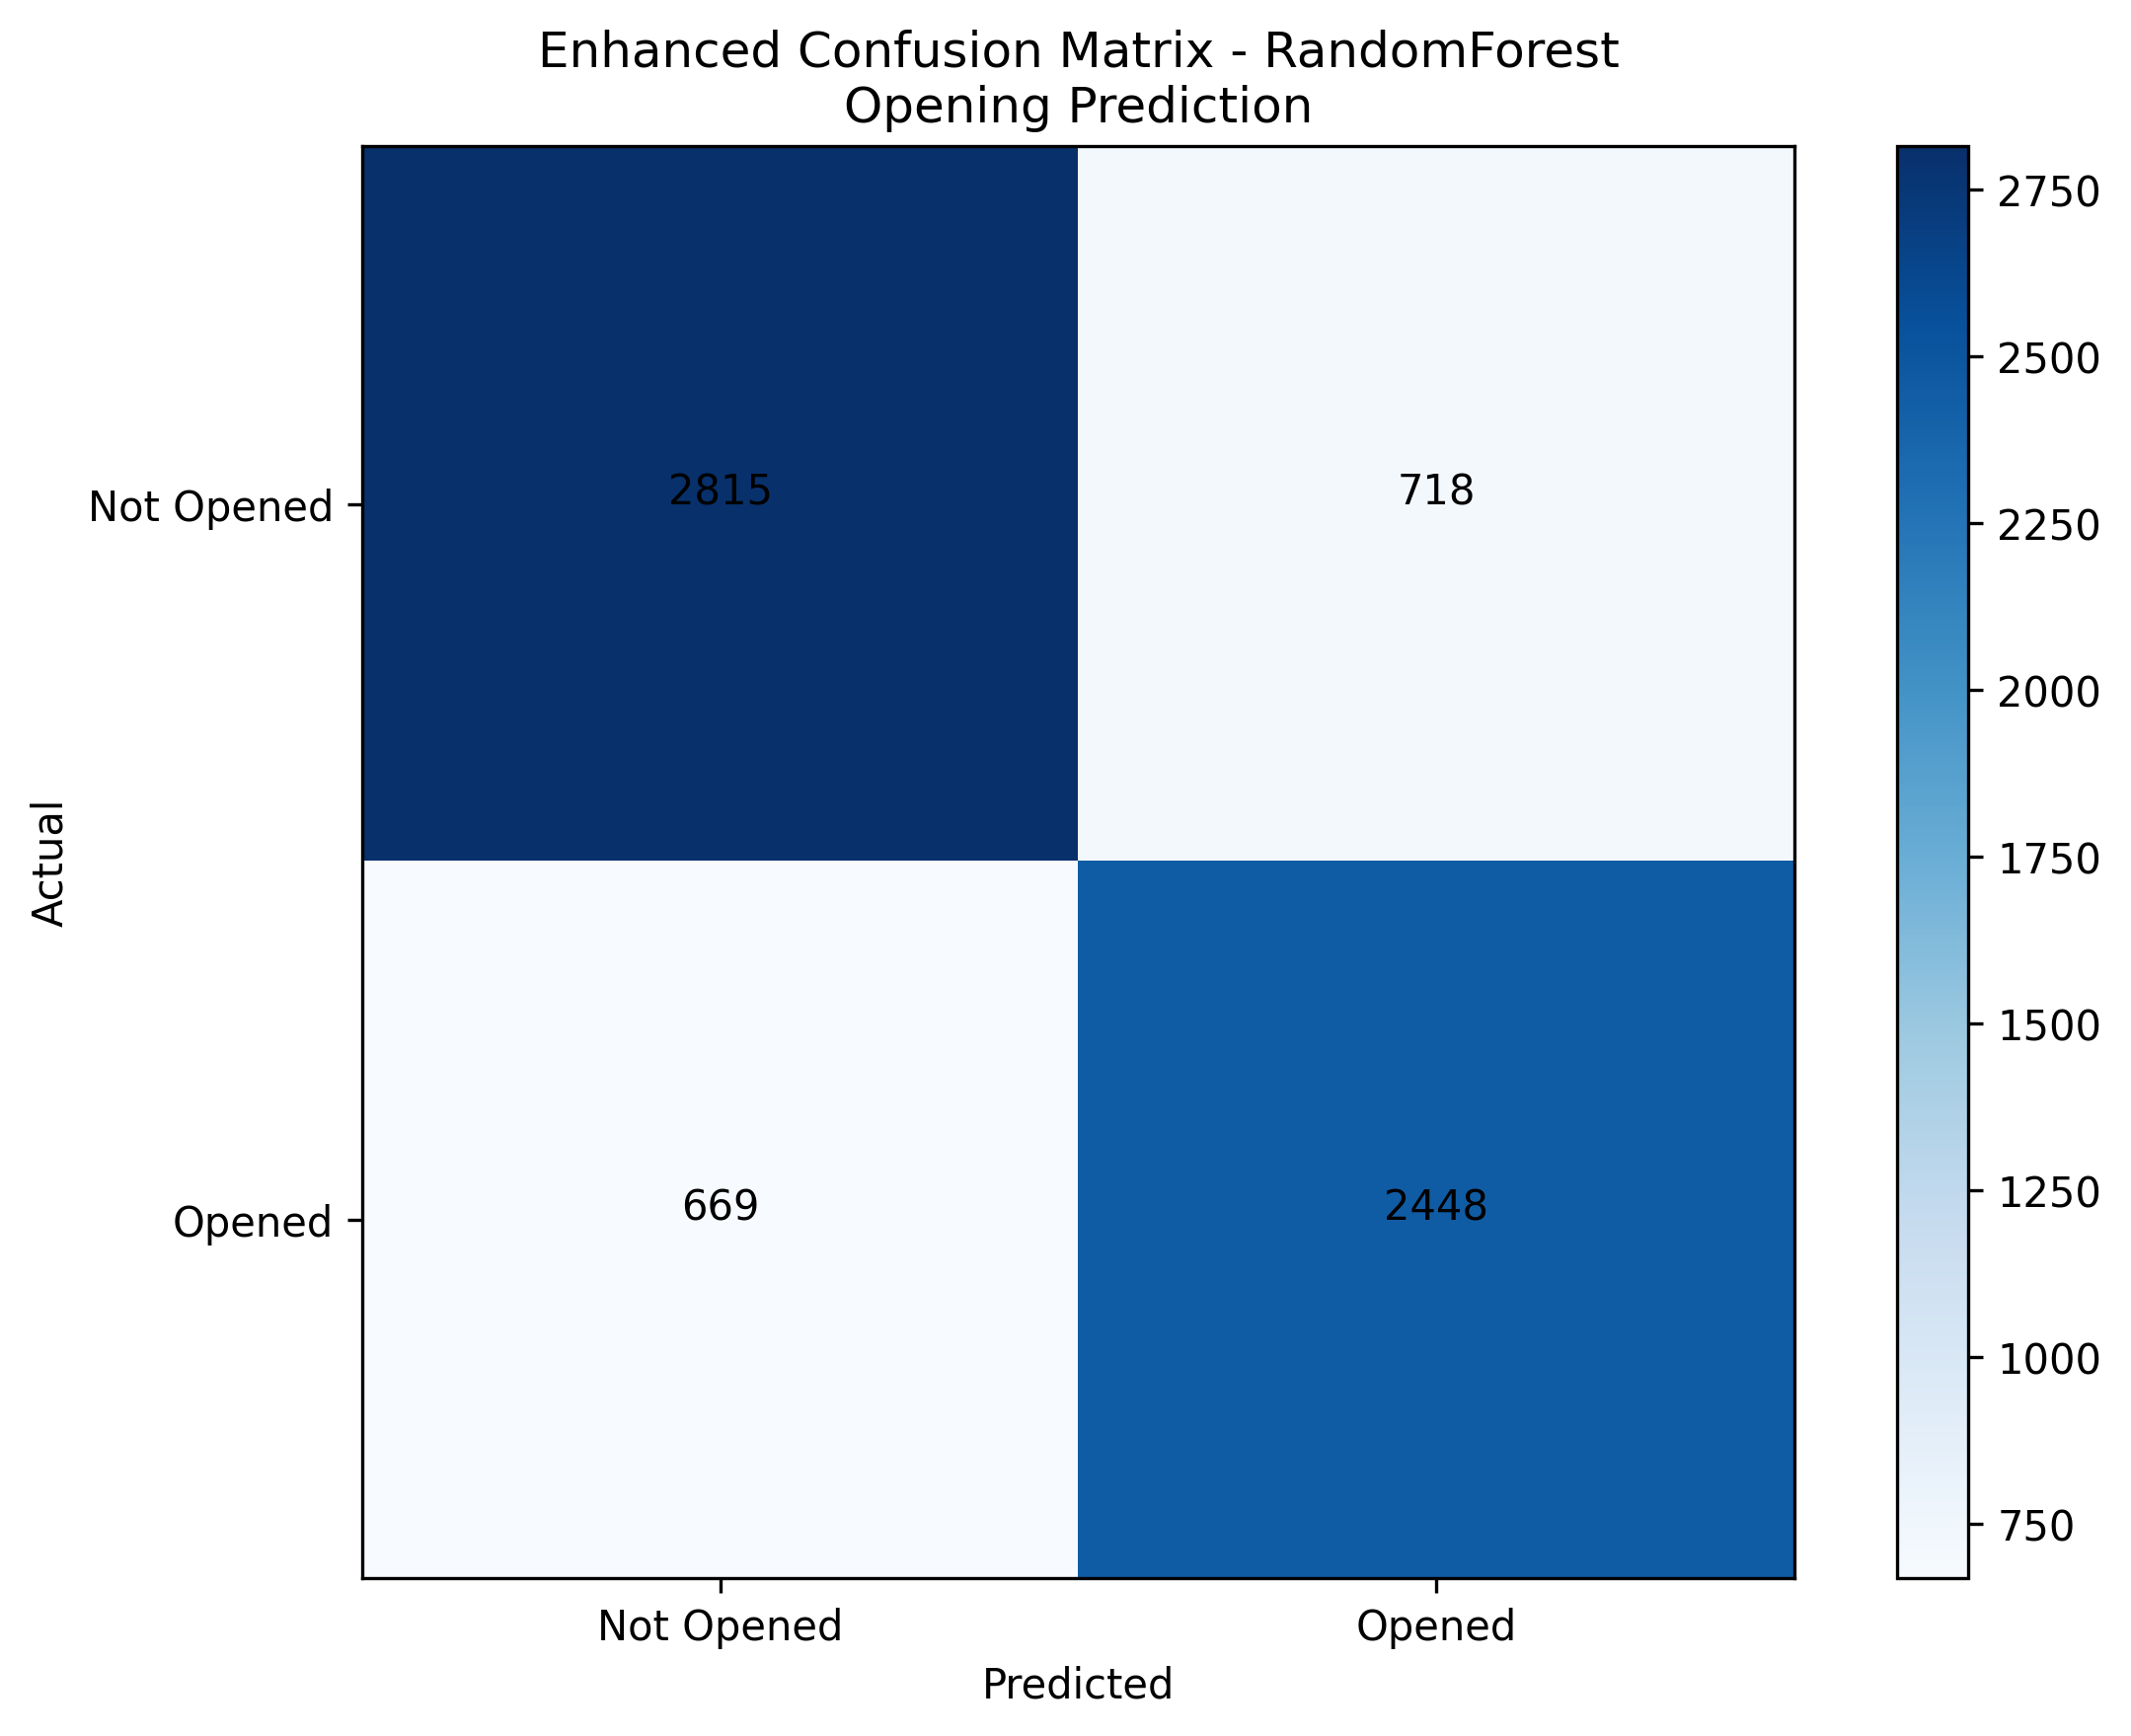 Enhanced Confusion Matrix - RandomForest
Opening Prediction
2750
2500
2250
2000
1750
1500
1250
1000
750
Actual
Not Opened
2815
718
Opened
669
2448
Not Opened
Opened
Predicted